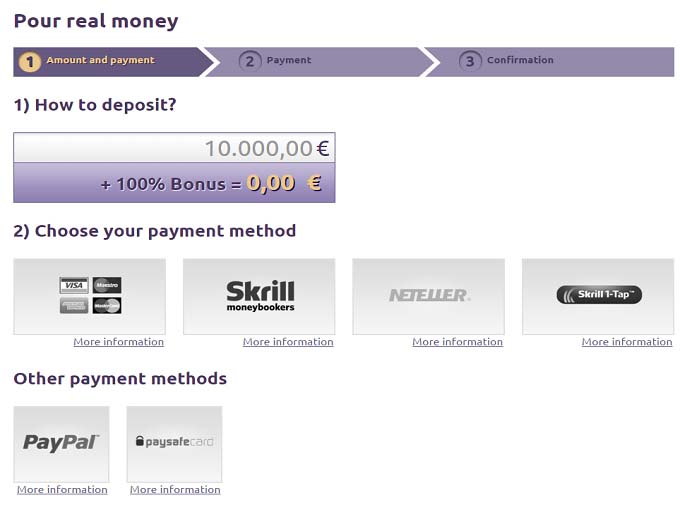 Pour real money
1 Amount and payment 2 Payment 3 Confirmation
1) How to deposit?
10.000,00 €
+ 100% Bonus = 0,00 €
2) Choose your payment method
VISA Maestro
MasterCard
Skrill
moneybookers
NETELLER
Skrill 1-Tap™
More information More information More information More information
Other payment methods
PayPal™ paysafecard
More information More information